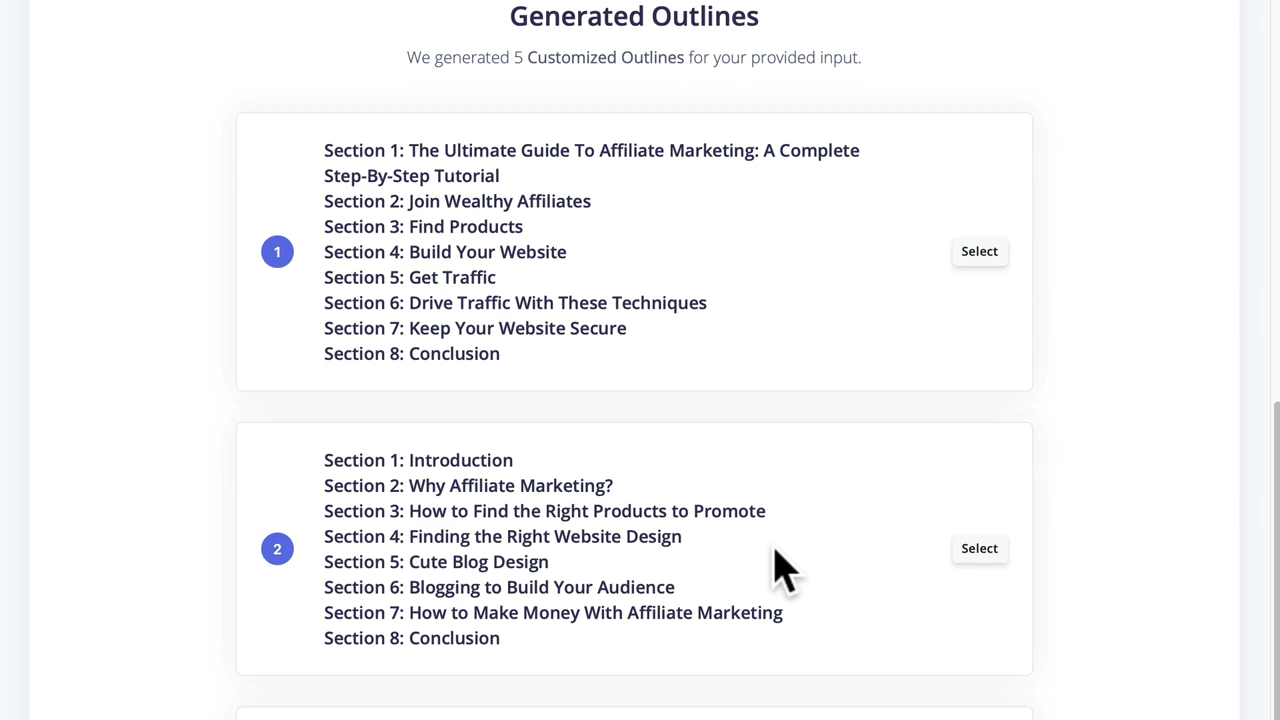 Generated Outlines
We generated 5 Customized Outlines for your provided input.
Section 1: The Ultimate Guide To Affiliate Marketing: A Complete
Step-By-Step Tutorial
Section 2: Join Wealthy Affiliates
Section 3: Find Products
1
Section 4: Build Your Website
Select
Section 5: Get Traffic
Section 6: Drive Traffic With These Techniques
Section 7: Keep Your Website Secure
Section 8: Conclusion
Section 1: Introduction
Section 2: Why Affiliate Marketing?
Section 3: How to Find the Right Products to Promote
Section 4: Finding the Right Website Design
2
Select
Section 5: Cute Blog Design
Section 6: Blogging to Build Your Audience
Section 7: How to Make Money With Affiliate Marketing
Section 8: Conclusion